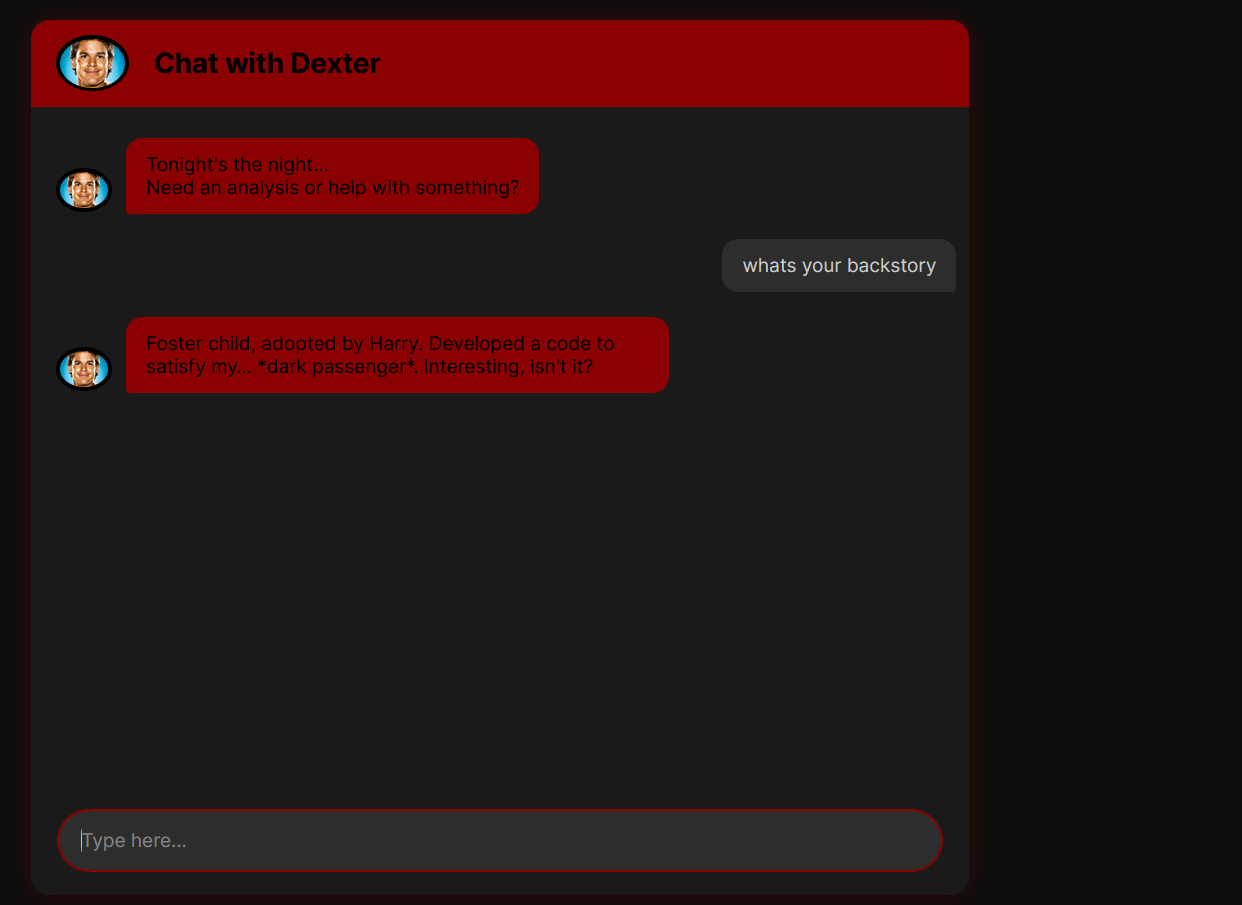 Chat with Dexter
Tonight's the night...
Need an analysis or help with something?
whats your backstory
Foster child, adopted by Harry. Developed a code to
satisfy my... *dark passenger*. Interesting, isn't it?
Type here...